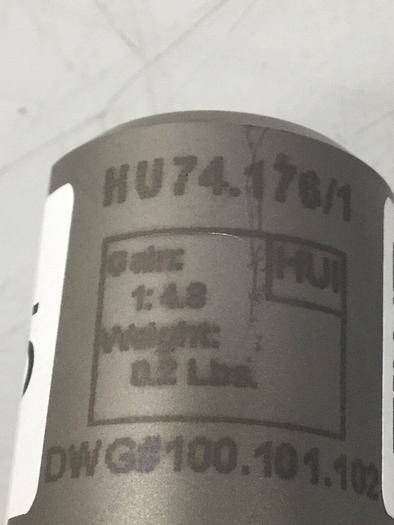 HU74.176/1
Gain: HUI
1:4.8
Weight:
0.2 Lbs.
DWG#100.101.102